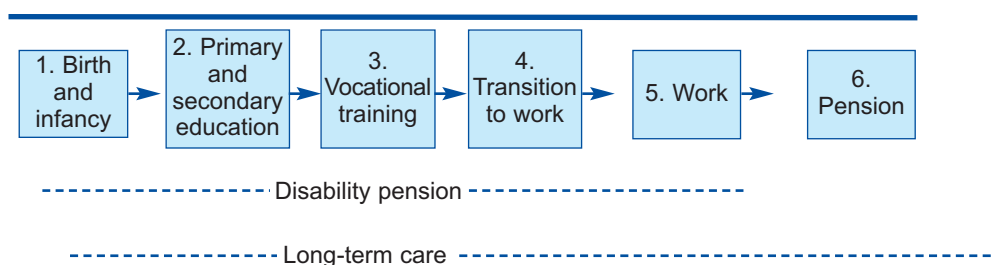 1. Birth
and
infancy
2. Primary
and
secondary
education
3.
Vocational
training
4.
Transition
to work
5. Work
6.
Pension
Disability pension
Long-term care